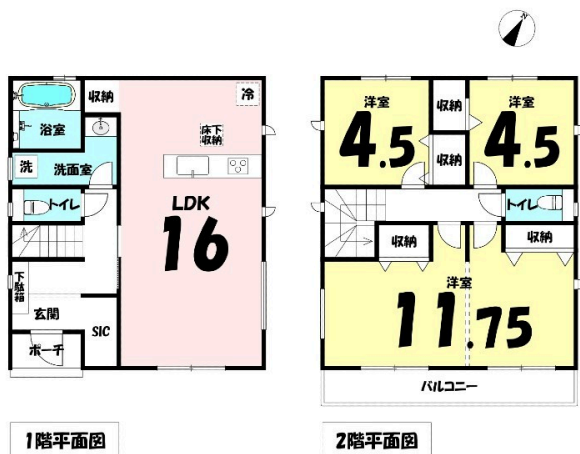 N
収納
冷
浴室
床下
収納
洗
洗面室
トイレ
LDK
16
下駄箱
玄関
SIC
ポーチ
1階平面図
洋室
4.5
収納
収納
洋室
4.5
トイレ
収納
収納
洋室
11.75
バルコニー
2階平面図